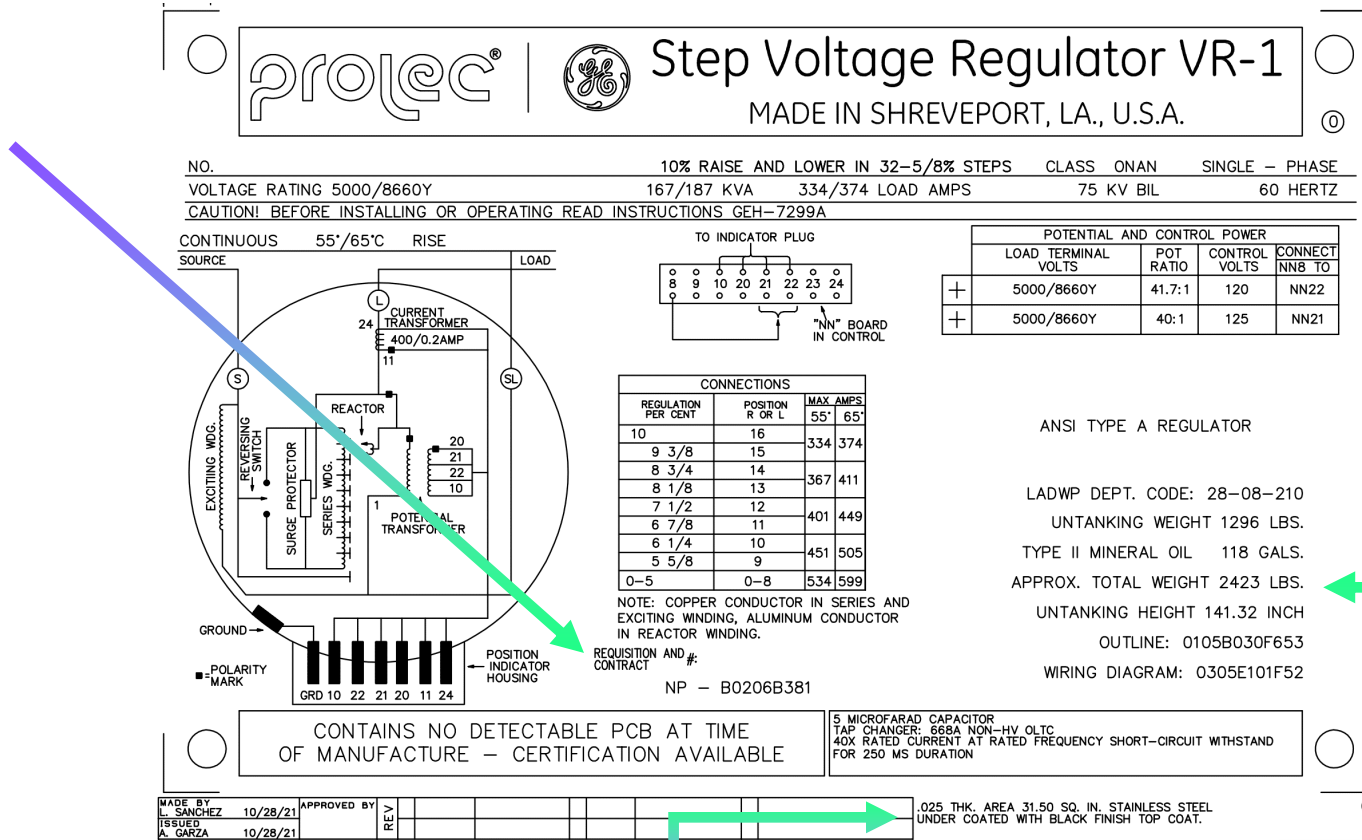 prolec®
GE
Step Voltage Regulator VR-1
MADE IN SHREVEPORT, LA., U.S.A.
NO. 10% RAISE AND LOWER IN 32-5/8% STEPS CLASS ONAN SINGLE - PHASE
VOLTAGE RATING 5000/8660Y 167/187 KVA 334/374 LOAD AMPS 75 KV BIL 60 HERTZ
CAUTION! BEFORE INSTALLING OR OPERATING READ INSTRUCTIONS GEH-7299A
CONTINUOUS 55°/65°C RISE
SOURCE
LOAD
L
CURRENT
TRANSFORMER
24
400/0.2AMP
11
S
SL
REACTOR
EXCITING WDG.
REVERSING
SWITCH
SURGE PROTECTOR
SERIES WDG.
20
21
22
10
1
POTENTIAL
TRANSFORMER
GROUND
■=POLARITY
MARK
GRD 10 22 21 20 11 24
POSITION
INDICATOR
HOUSING
TO INDICATOR PLUG
8 9 10 20 21 22 23 24
"NN" BOARD
IN CONTROL
POTENTIAL AND CONTROL POWER
LOAD TERMINAL VOLTS POT RATIO CONTROL VOLTS CONNECT NN8 TO
+ 5000/8660Y 41.7:1 120 NN22
+ 5000/8660Y 40:1 125 NN21
CONNECTIONS
REGULATION PER CENT POSITION R OR L MAX AMPS
55° 65°
10 16 334 374
9 3/8 15
8 3/4 14 367 411
8 1/8 13
7 1/2 12 401 449
6 7/8 11
6 1/4 10 451 505
5 5/8 9
0-5 0-8 534 599
NOTE: COPPER CONDUCTOR IN SERIES AND
EXCITING WINDING, ALUMINUM CONDUCTOR
IN REACTOR WINDING.
REQUISITION AND
CONTRACT #:
NP - B0206B381
ANSI TYPE A REGULATOR
LADWP DEPT. CODE: 28-08-210
UNTANKING WEIGHT 1296 LBS.
TYPE II MINERAL OIL 118 GALS.
APPROX. TOTAL WEIGHT 2423 LBS.
UNTANKING HEIGHT 141.32 INCH
OUTLINE: 0105B030F653
WIRING DIAGRAM: 0305E101F52
CONTAINS NO DETECTABLE PCB AT TIME
OF MANUFACTURE - CERTIFICATION AVAILABLE
5 MICROFARAD CAPACITOR
TAP CHANGER: 668A NON-HV OLTC
40X RATED CURRENT AT RATED FREQUENCY SHORT-CIRCUIT WITHSTAND
FOR 250 MS DURATION
MADE BY
L. SANCHEZ 10/28/21
ISSUED
A. GARZA 10/28/21
APPROVED BY
REV
.025 THK. AREA 31.50 SQ. IN. STAINLESS STEEL
UNDER COATED WITH BLACK FINISH TOP COAT.